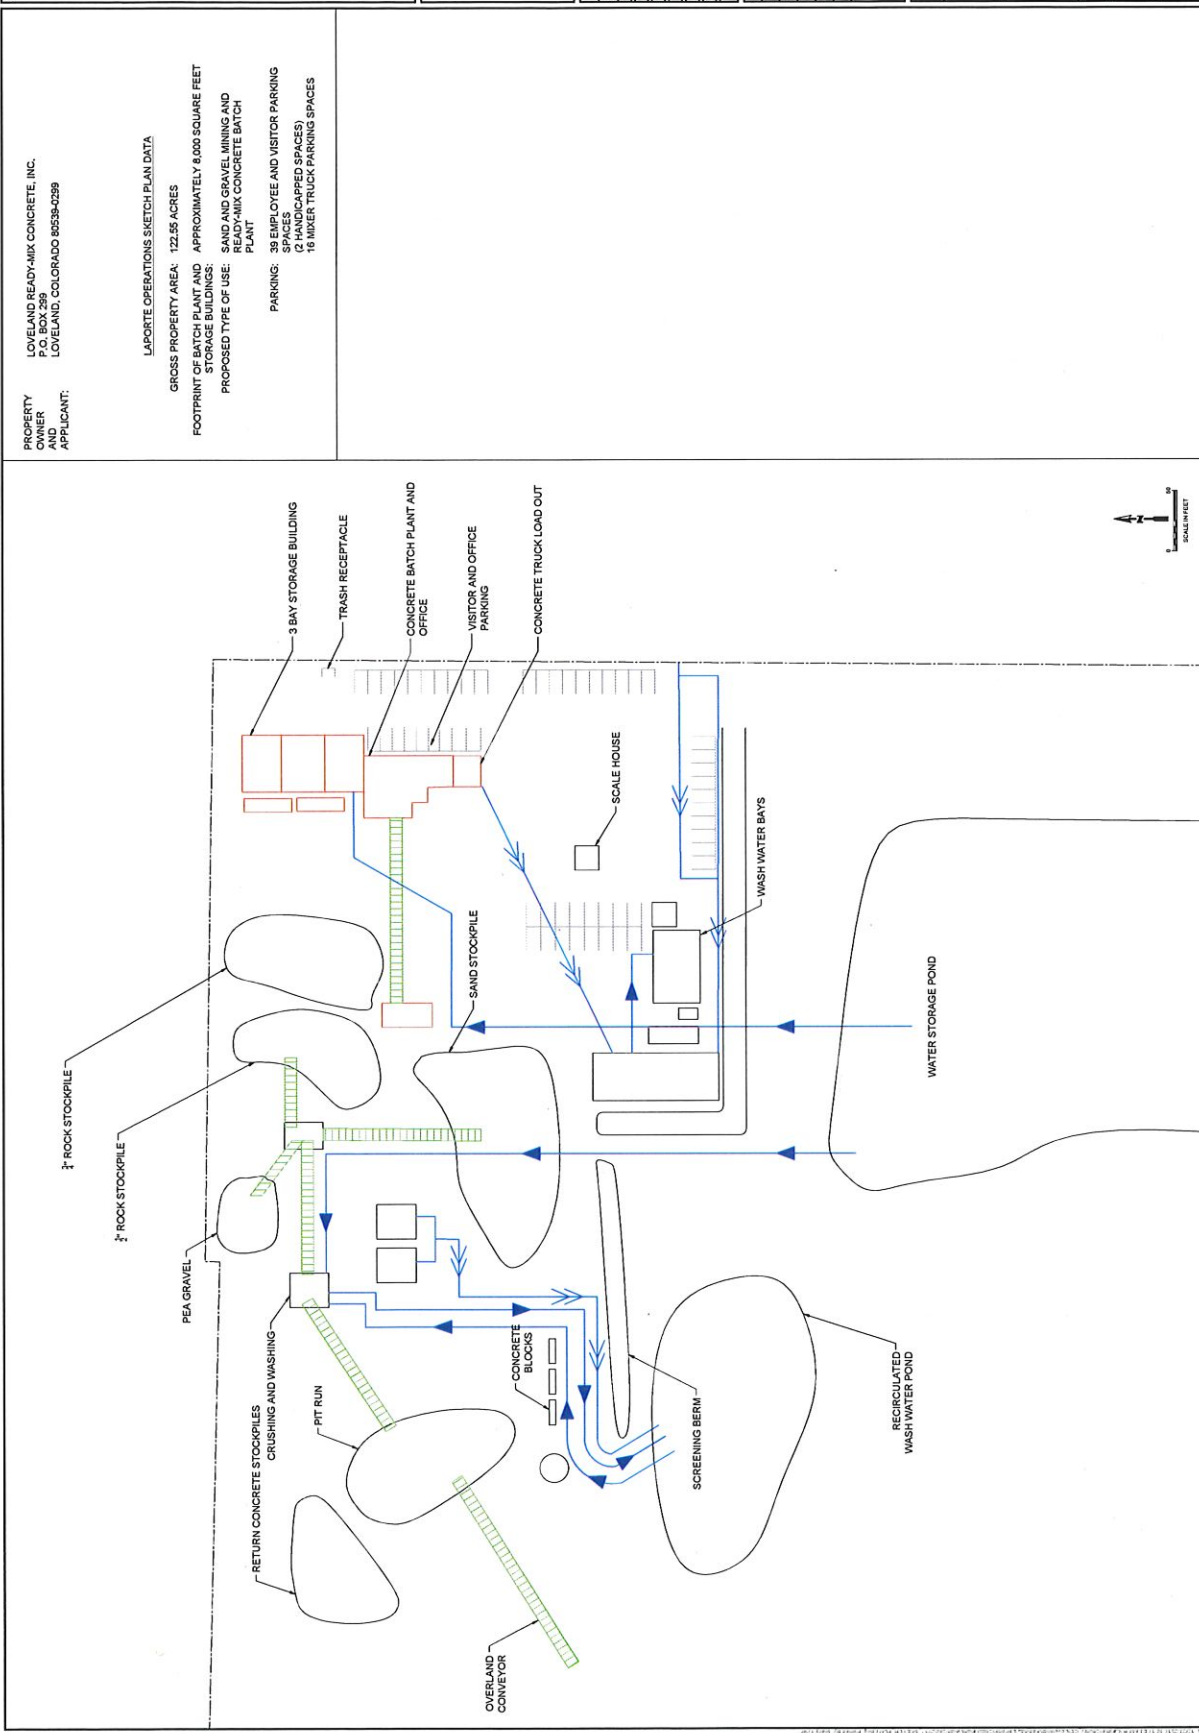 PROPERTY
OWNER
AND
APPLICANT:
LOVELAND READY-MIX CONCRETE, INC.
P.O. BOX 299
LOVELAND, COLORADO 80539-0299
LAPORTE OPERATIONS SKETCH PLAN DATA
GROSS PROPERTY AREA: 122.55 ACRES
FOOTPRINT OF BATCH PLANT AND
STORAGE BUILDINGS:
APPROXIMATELY 8,000 SQUARE FEET
PROPOSED TYPE OF USE:
SAND AND GRAVEL MINING AND
READY-MIX CONCRETE BATCH
PLANT
PARKING:
39 EMPLOYEE AND VISITOR PARKING
SPACES
(2 HANDICAPPED SPACES)
16 MIXER TRUCK PARKING SPACES
ROCK STOCKPILE
ROCK STOCKPILE
PEA GRAVEL
RETURN CONCRETE STOCKPILES
CRUSHING AND WASHING
PIT RUN
OVERLAND
CONVEYOR
CONCRETE
BLOCKS
SCREENING BERM
RECIRCULATED
WASH WATER POND
SAND STOCKPILE
WATER STORAGE POND
WASH WATER BAYS
SCALE HOUSE
3 BAY STORAGE BUILDING
TRASH RECEPTACLE
CONCRETE BATCH PLANT AND
OFFICE
VISITOR AND OFFICE
PARKING
CONCRETE TRUCK LOAD OUT
N
0 50
SCALE IN FEET